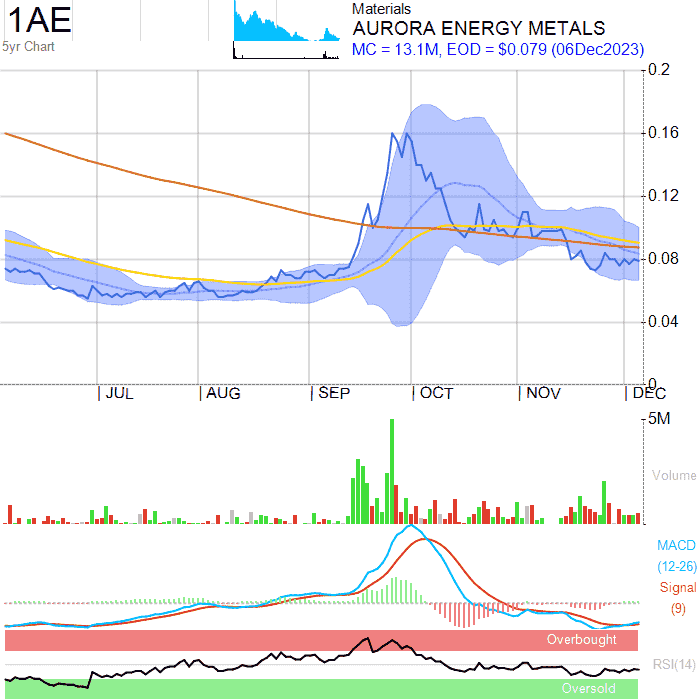 1AE
5yr Chart
Materials
AURORA ENERGY METALS
MC = 13.1M, EOD = $0.079 (06Dec2023)
0.2
0.16
0.12
0.08
0.04
0
JUL AUG SEP OCT NOV DEC
5M
Volume
MACD
(12-26)
Signal
(9)
Overbought
RSI(14)
Oversold